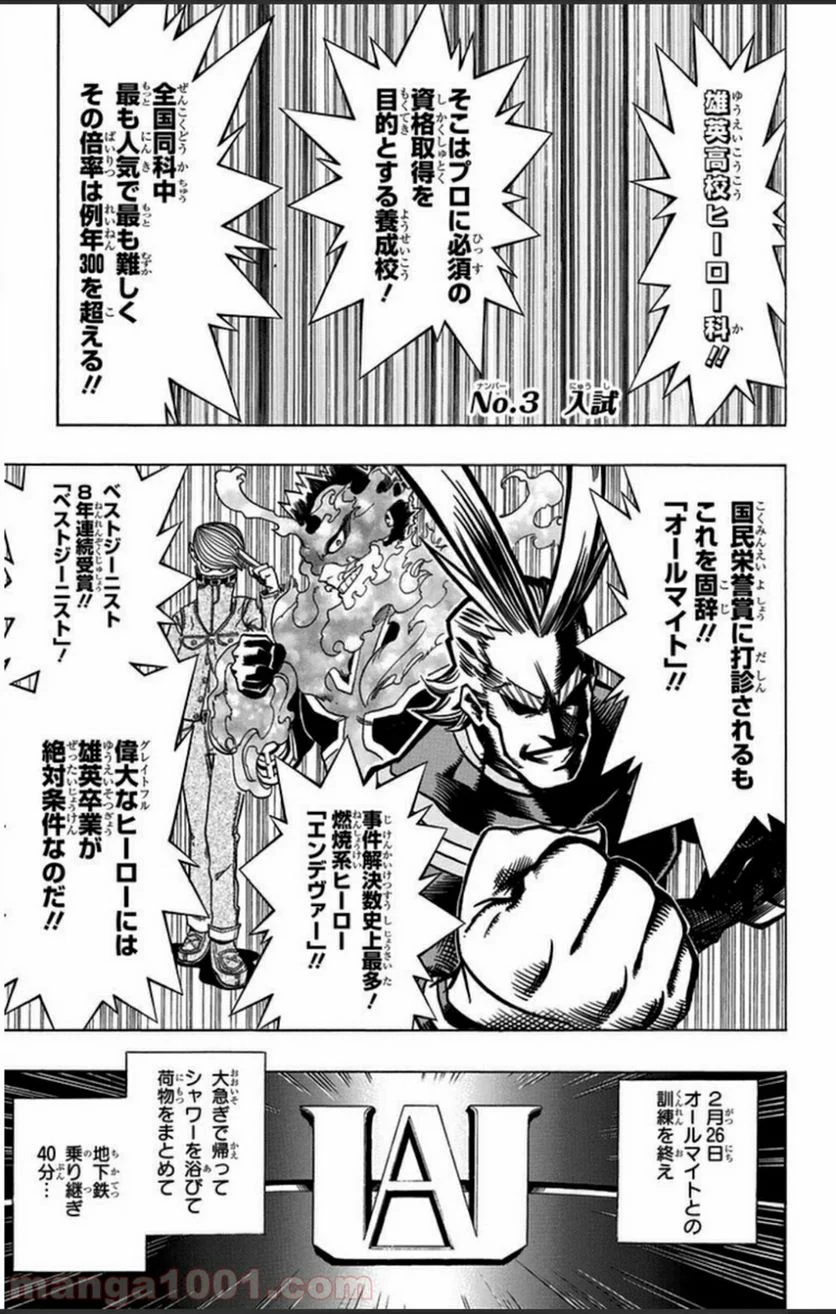 雄英高校ヒーロー科!!
そこはプロに必須の
資格取得を
目的とする養成校!
全国同科中
最も人気で最も難しく
その倍率は例年300を超える!!
No.3 入試
国民栄誉賞に打診されるも
これを固辞!!
「オールマイト」!!
事件解決数史上最多!
燃焼系ヒーロー
「エンデヴァー」!!
ベストジーニスト
8年連続受賞!!
「ベストジーニスト」!
偉大なヒーローには
雄英卒業が
絶対条件なのだ!!
2月26日
オールマイトとの
訓練を終え
UA
大急ぎで帰って
シャワーを浴びて
荷物をまとめて
地下鉄
乗り継ぎ
40分…
manga1001.com